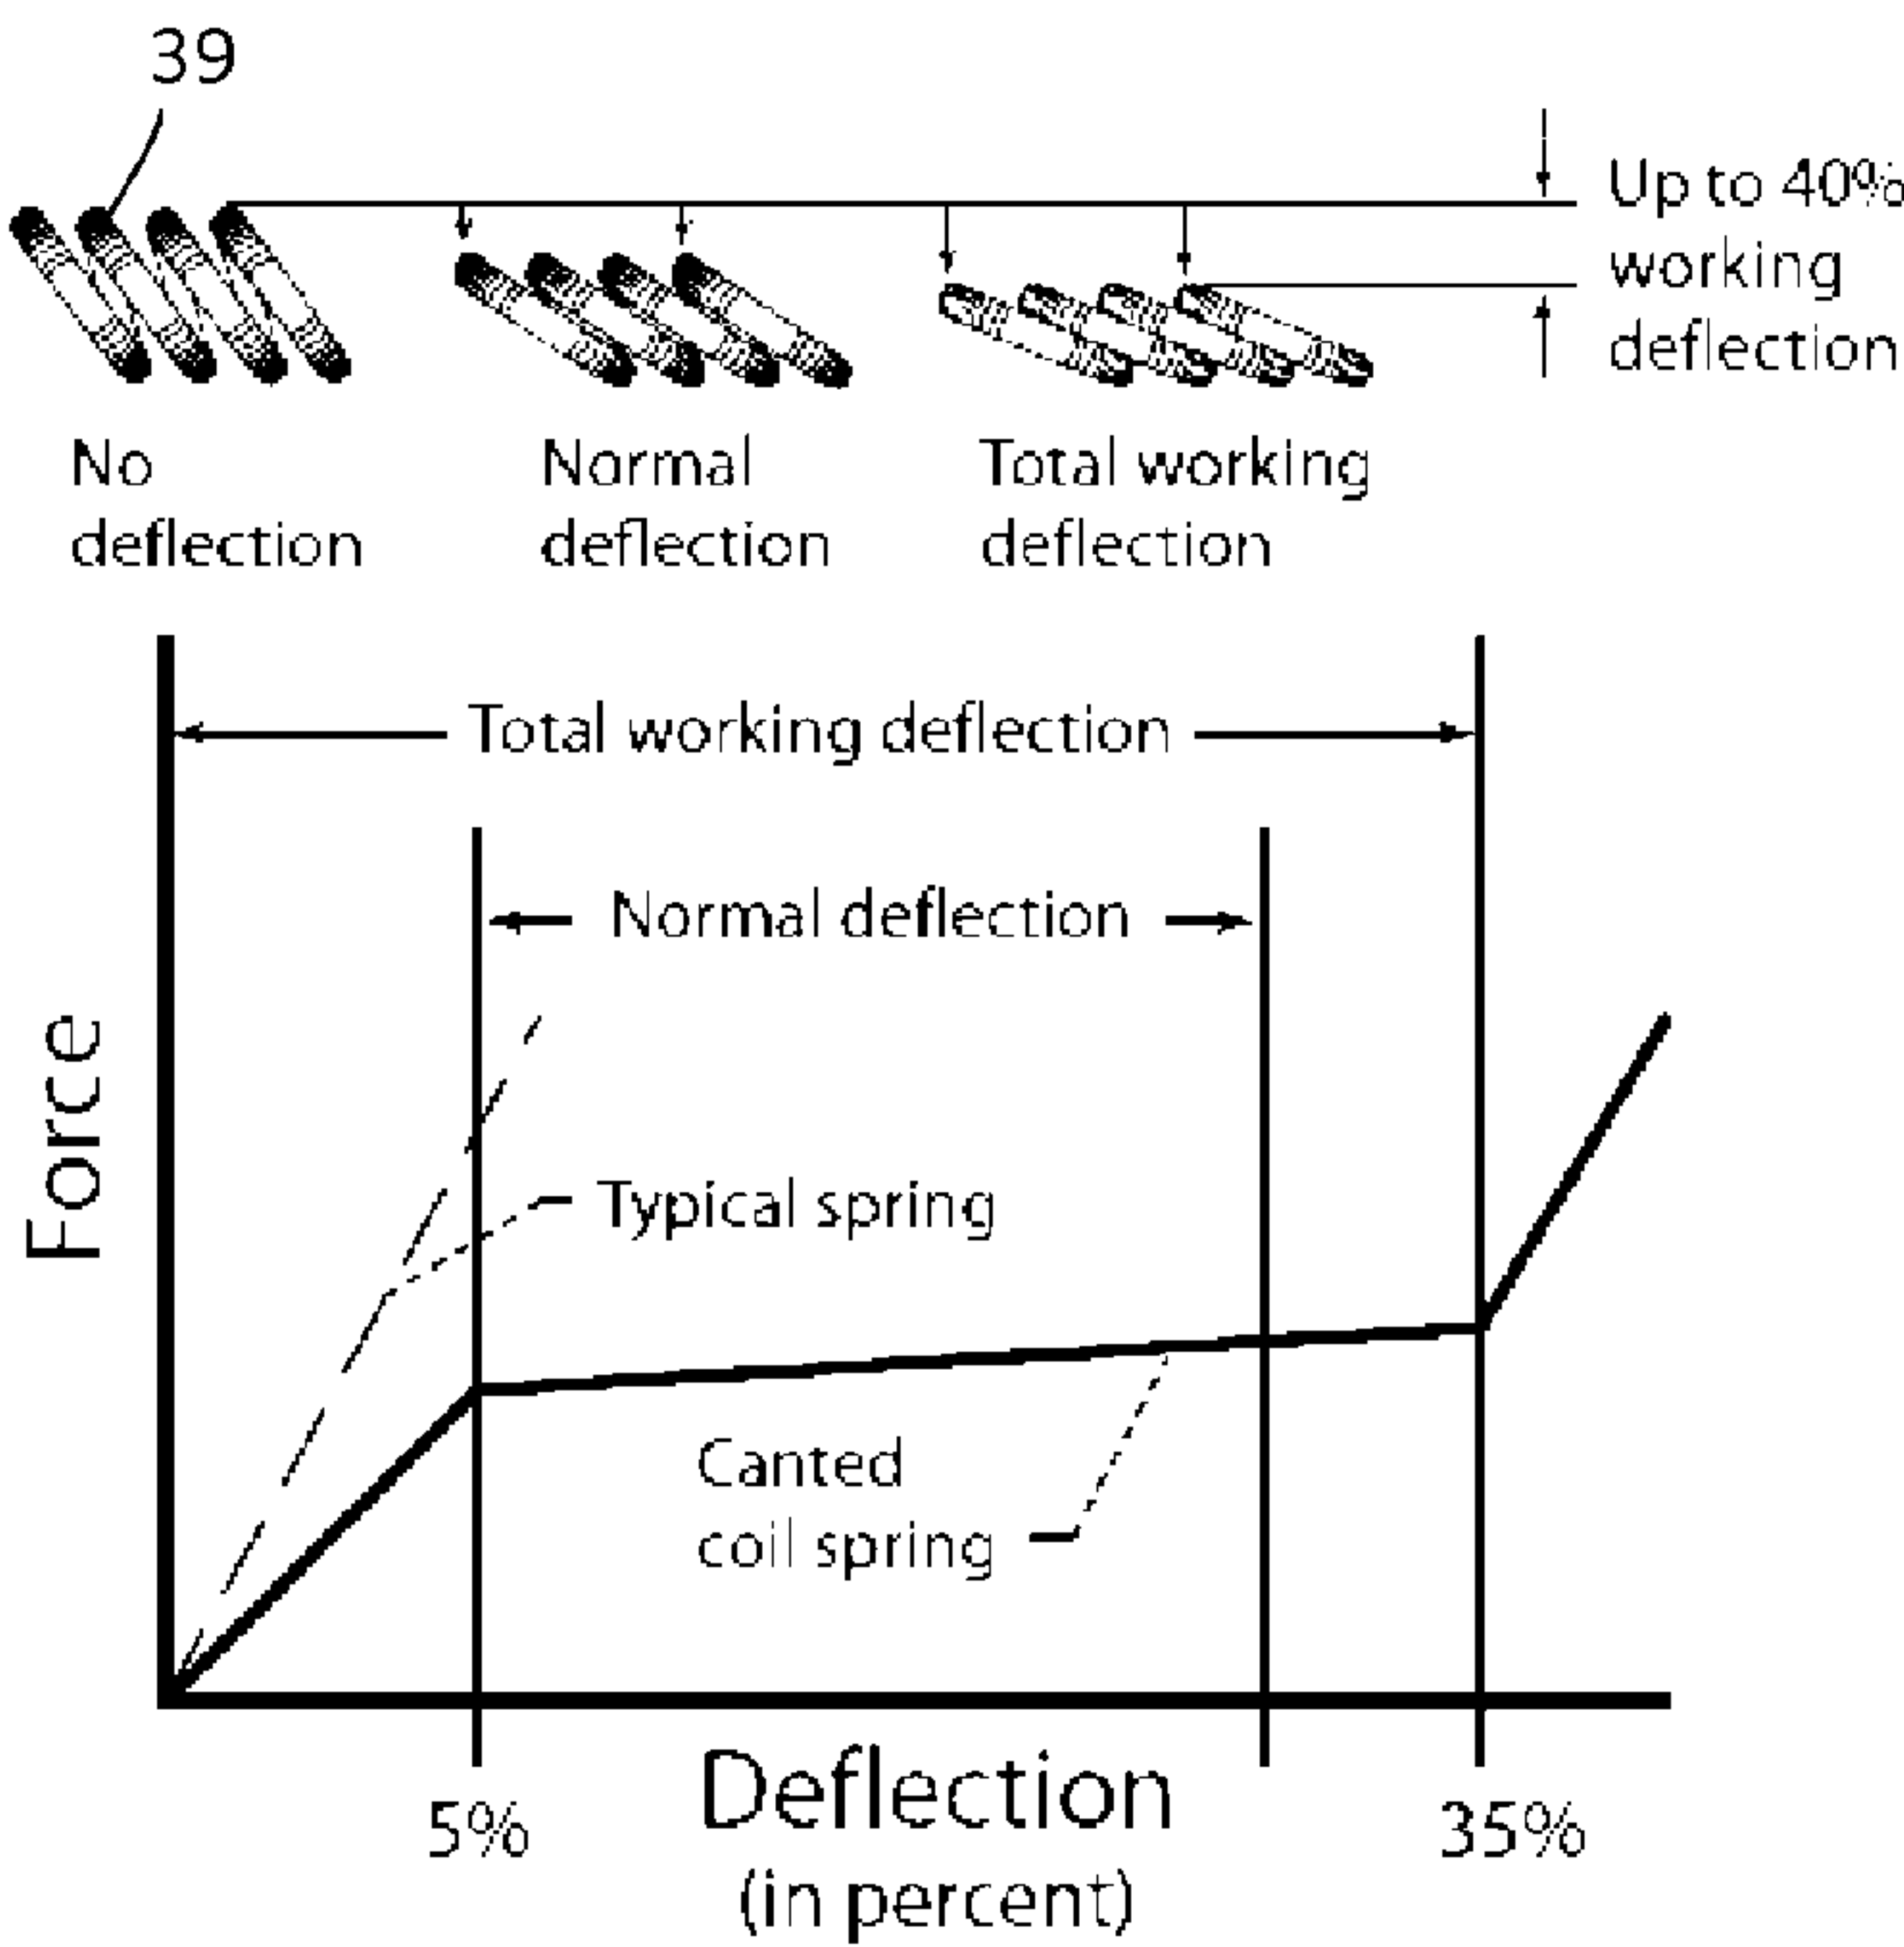 39
Up to 40%
working
deflection
No
deflection
Normal
deflection
Total working
deflection
Total working deflection
Normal deflection
Force
Typical spring
Canted
coil spring
5%
Deflection
(in percent)
35%